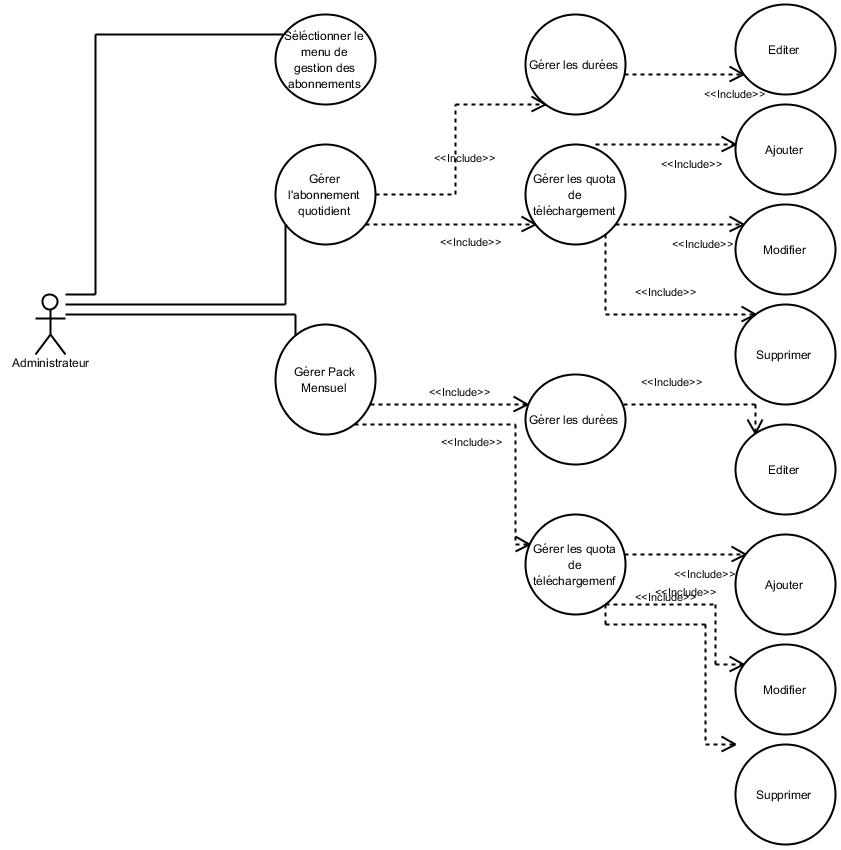 Séléctionner le
menu de
gestion des
abonnements
Gérer les durées
Editer
<<Include>>
Ajouter
<<Include>>
<<Include>>
Gérer
l'abonnement
quotidient
Gérer les quota
de
téléchargement
<<Include>>
<<Include>>
Modifier
<<Include>>
Administrateur
Supprimer
Gérer Pack
Mensuel
<<Include>>
<<Include>>
Gérer les durées
<<Include>>
Editer
Gérer les quota
de
téléchargemenf
<<Include>>
Ajouter
<<Include>>
<<Include>>
Modifier
Supprimer